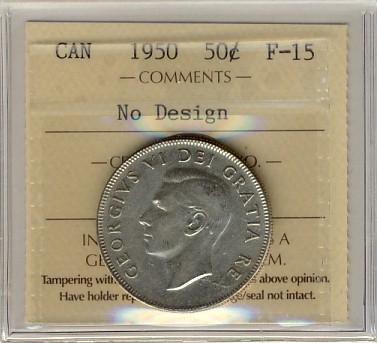 CAN 1950 50¢ F-15
— COMMENTS —
No Design
GEORGIVS VI DEI GRATIA REX
A
Tampering with
above opinion.
Have holder
seal not intact.